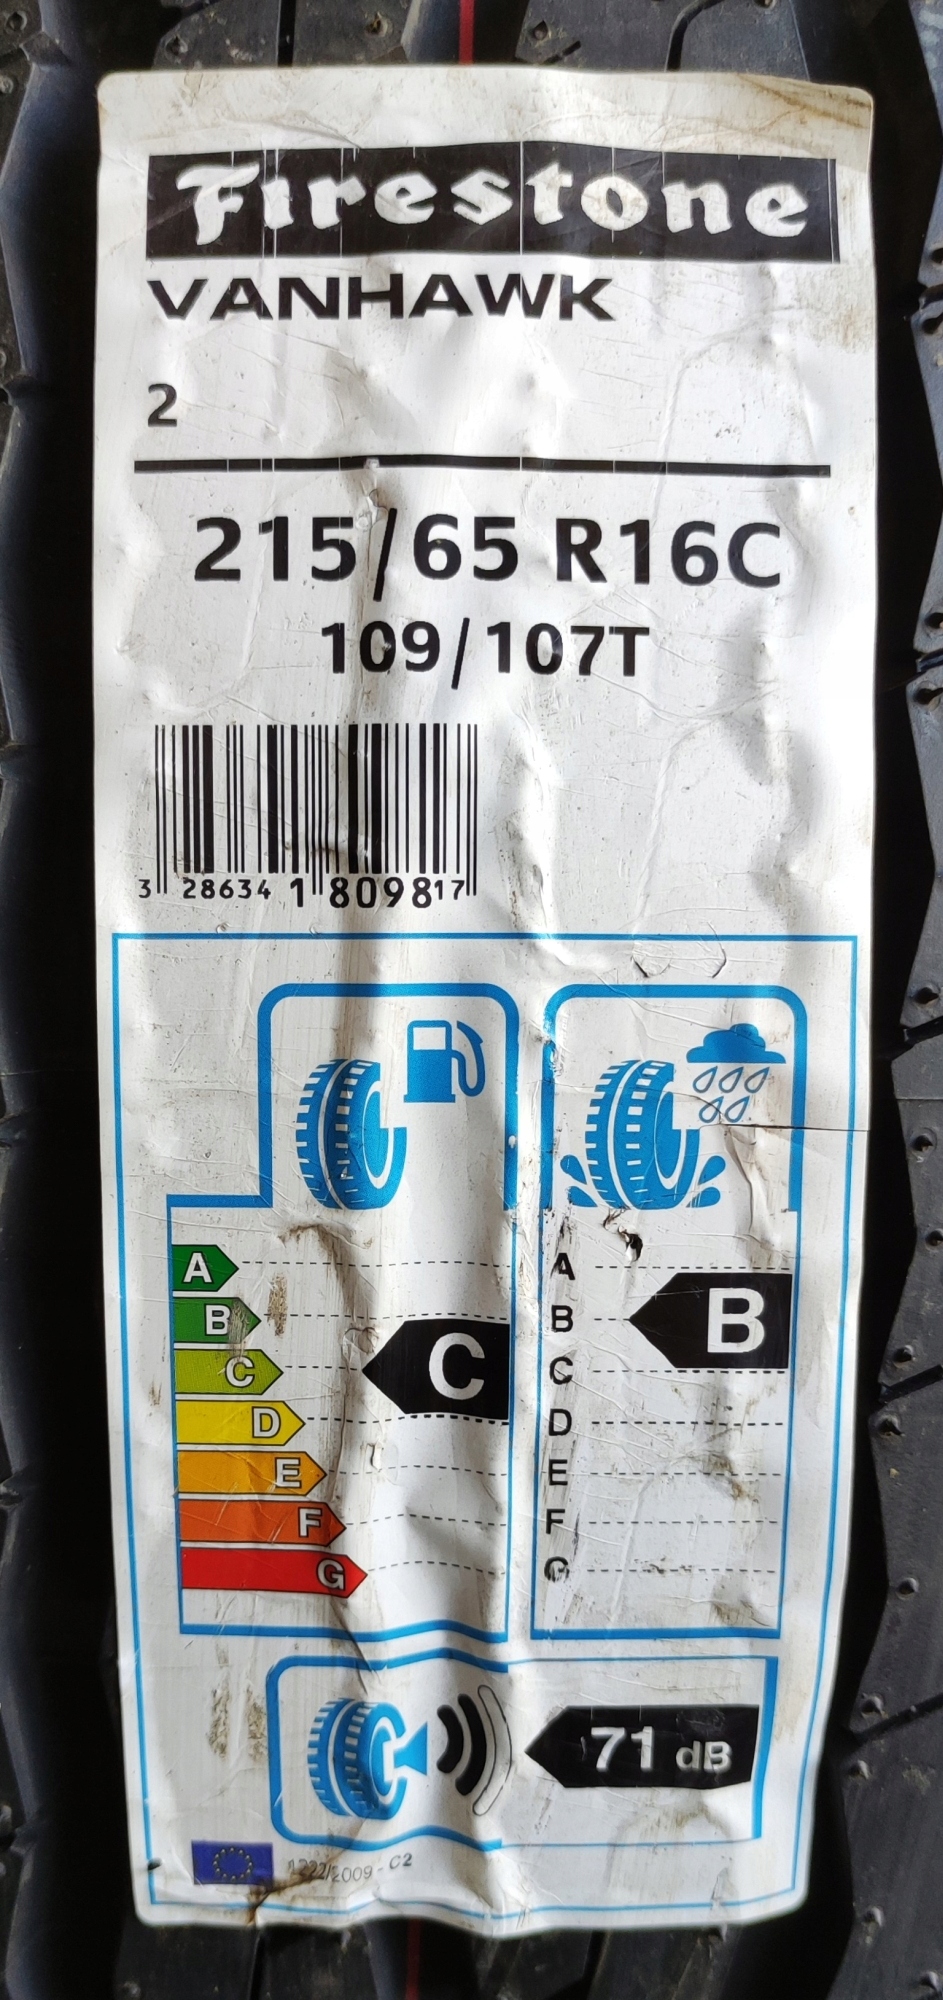 Firestone
VANHAWK
2
215/65 R16C
109/107T
3 286341 809817
A
B
C
D
E
F
G
C
A
B
C
D
E
F
G
B
71 dB
1222/2009 - C2